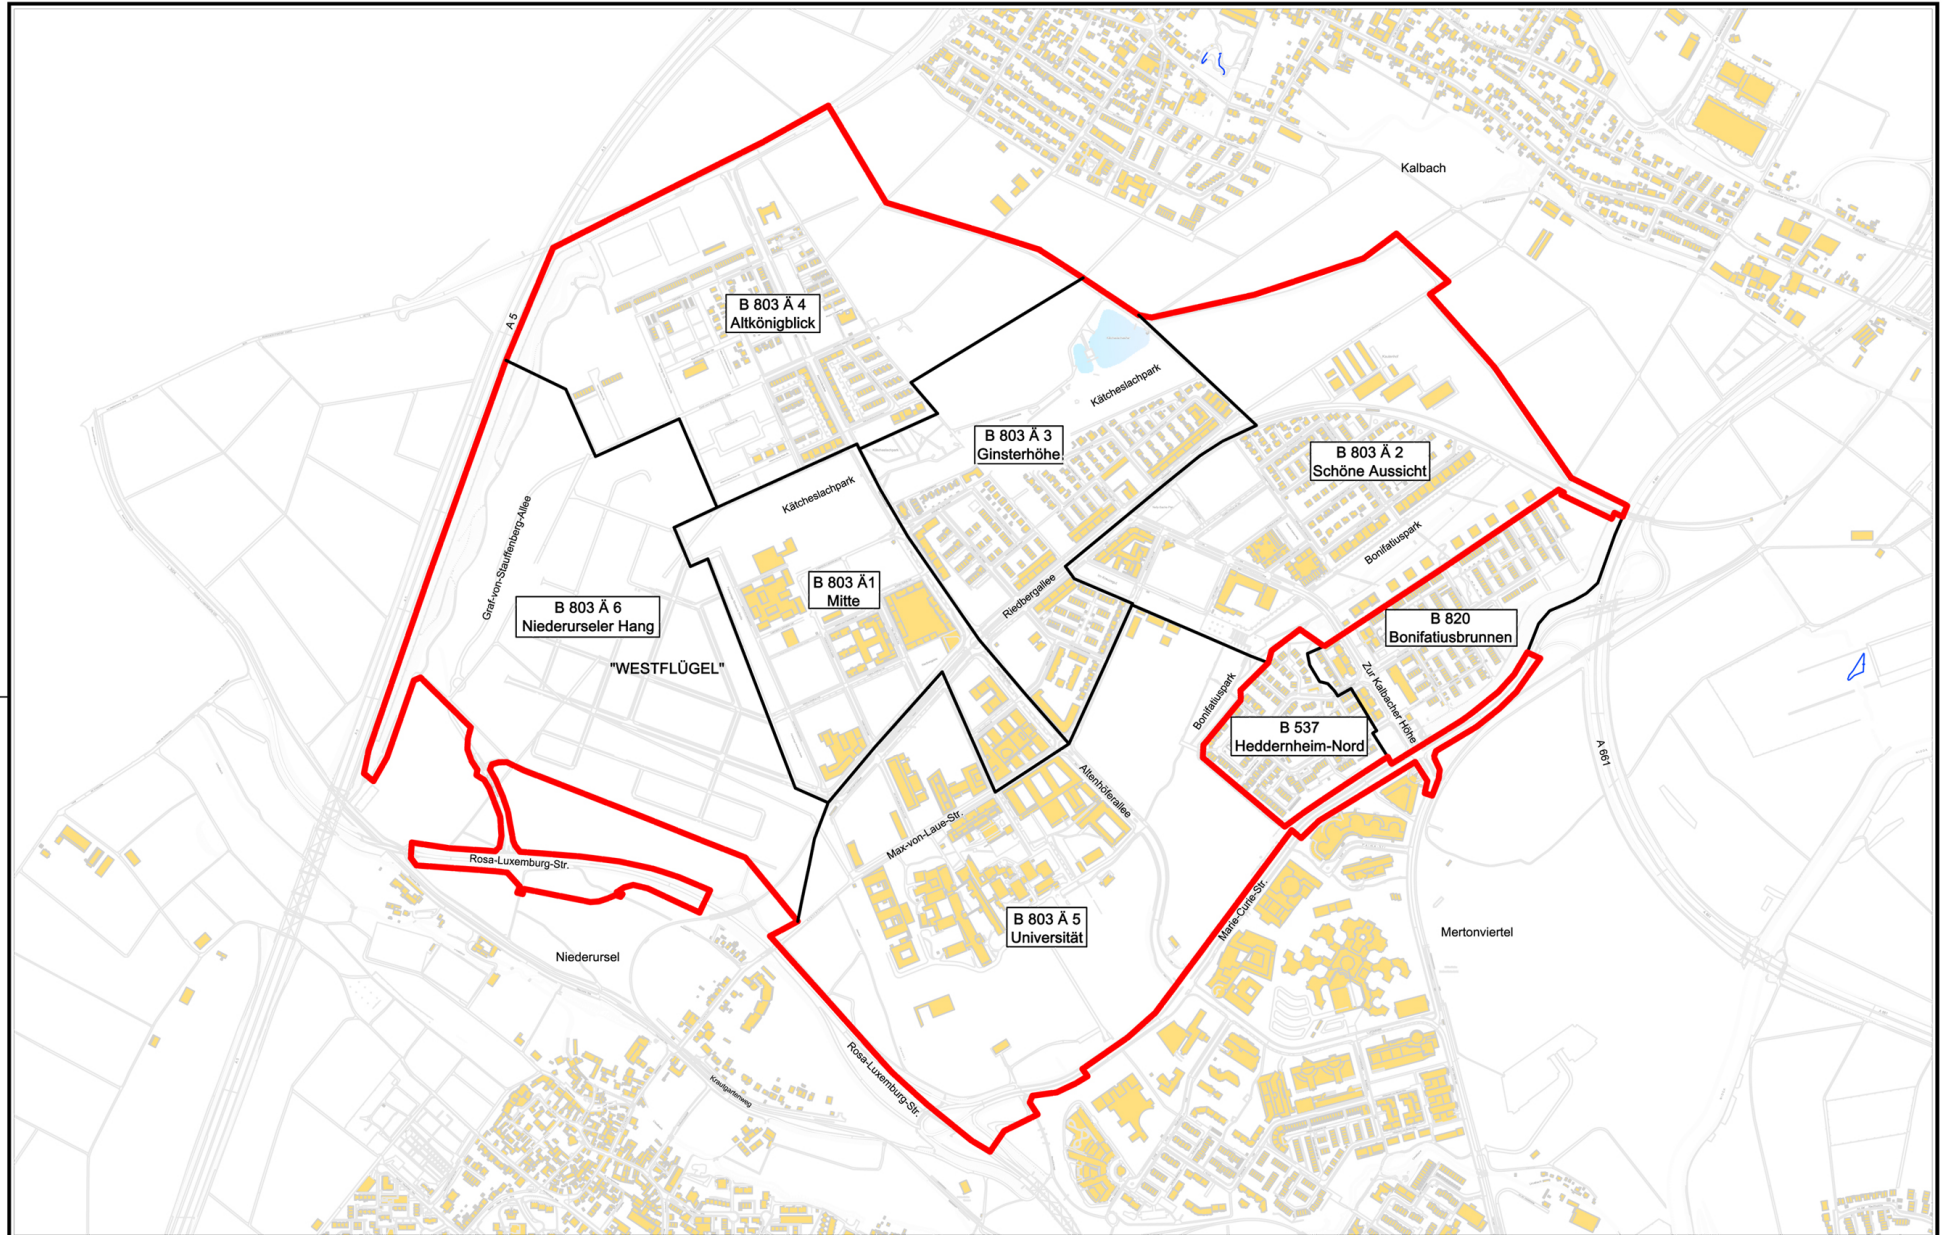 Kalbach
B 803 Ä 4
Altkönigblick
A 5
Kätcheslachpark
B 803 Ä 3
Ginsterhöhe
B 803 Ä 2
Schöne Aussicht
Kätcheslachpark
Bonifatiuspark
Graf-von-Stauffenberg-Allee
B 803 Ä1
Mitte
Riedbergallee
B 803 Ä 6
Niederurseler Hang
B 820
Bonifatiusbrunnen
"WESTFLÜGEL"
Bonifatiuspark
Zur Kalbacher Höhe
B 537
Heddernheim-Nord
A 661
Altenhöferallee
Max-von-Laue-Str.
Rosa-Luxemburg-Str.
Marie-Curie-Str.
B 803 Ä 5
Universität
Mertonviertel
Niederursel
Rosa-Luxemburg-Str.
Krautgartenweg